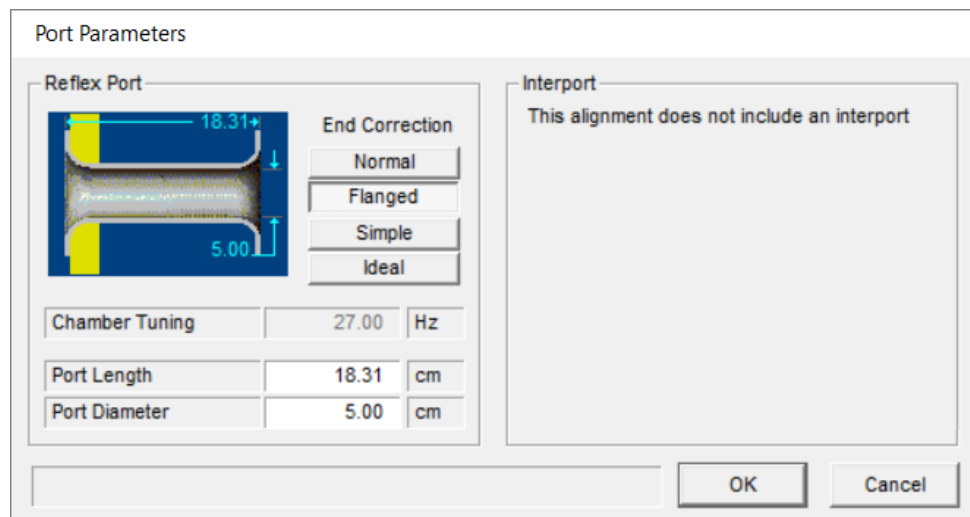 Port Parameters
Reflex Port
18.31
5.00
End Correction
Normal
Flanged
Simple
Ideal
Chamber Tuning 27.00 Hz
Port Length 18.31 cm
Port Diameter 5.00 cm
Interport
This alignment does not include an interport
OK Cancel